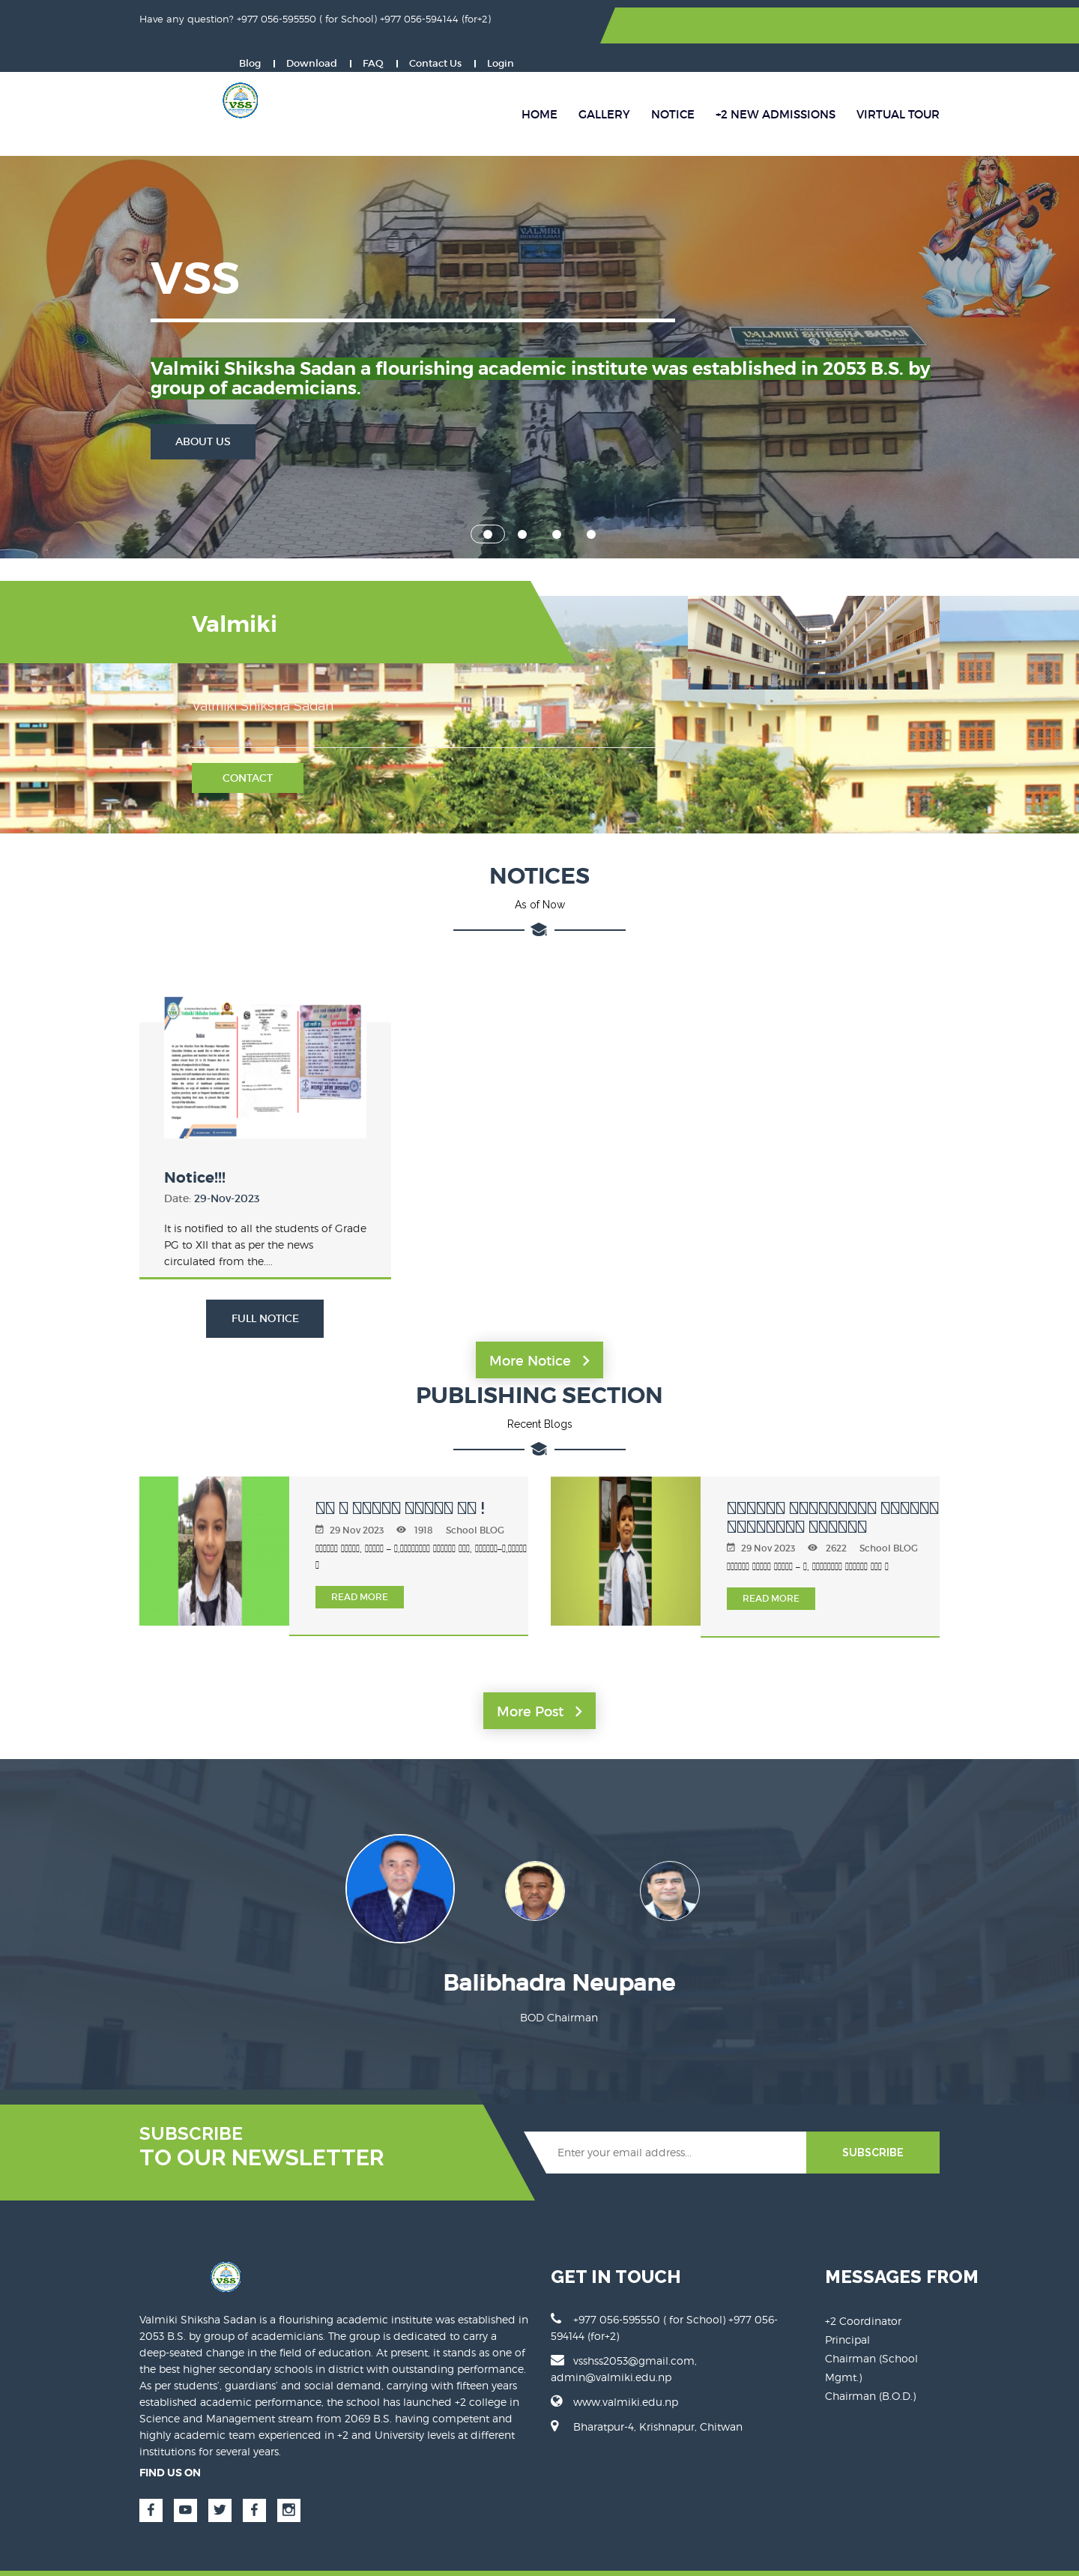 Have any question? +977 056-595550 ( for School) +977 056-594144 (for+2)
Blog | Download | FAQ | Contact Us | Login
VSS
HOME GALLERY NOTICE +2 NEW ADMISSIONS VIRTUAL TOUR
VALMIKI
VSS
VALMIKI SHIKSHA SADAN
Science &
Management
Valmiki Shiksha Sadan a flourishing academic institute was established in 2053 B.S. by
group of academicians.
ABOUT US
Valmiki
Valmiki Shiksha Sadan
CONTACT
NOTICES
As of Now
Valmiki Shiksha Sadan
Notice!!!
Date: 29-Nov-2023
It is notified to all the students of Grade
PG to XII that as per the news
circulated from the....
FULL NOTICE
More Notice
PUBLISHING SECTION
Recent Blogs
29 Nov 2023 1918 School BLOG
READ MORE
29 Nov 2023 2622 School BLOG
READ MORE
More Post
Balibhadra Neupane
BOD Chairman
SUBSCRIBE
TO OUR NEWSLETTER
Enter your email address...
SUBSCRIBE
VSS
Valmiki Shiksha Sadan is a flourishing academic institute was established in
2053 B.S. by group of academicians. The group is dedicated to carry a
deep-seated change in the field of education. At present, it stands as one of
the best higher secondary schools in district with outstanding performance.
As per students', guardians' and social demand, carrying with fifteen years
established academic performance, the school has launched +2 college in
Science and Management stream from 2069 B.S. having competent and
highly academic team experienced in +2 and University levels at different
institutions for several years.
FIND US ON
GET IN TOUCH
+977 056-595550 ( for School) +977 056-
594144 (for+2)
vsshss2053@gmail.com,
admin@valmiki.edu.np
www.valmiki.edu.np
Bharatpur-4, Krishnapur, Chitwan
MESSAGES FROM
+2 Coordinator
Principal
Chairman (School
Mgmt.)
Chairman (B.O.D.)